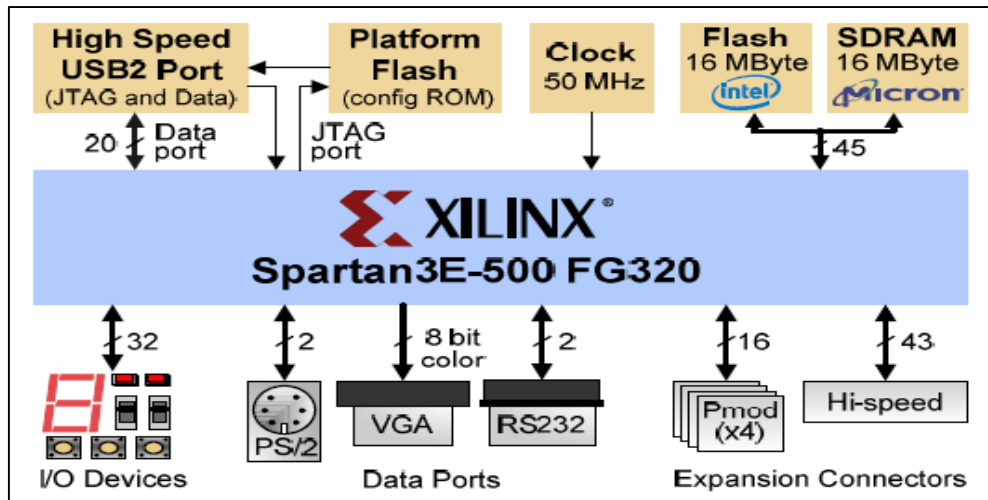 High Speed
USB2 Port
(JTAG and Data)
Platform
Flash
(config ROM)
Clock
50 MHz
Flash
16 MByte
intel
SDRAM
16 MByte
Micron
20
Data
port
JTAG
port
45
XILINX®
Spartan3E-500 FG320
32
2
8 bit
color
2
16
43
PS/2
VGA
RS232
Pmod
(x4)
Hi-speed
I/O Devices
Data Ports
Expansion Connectors